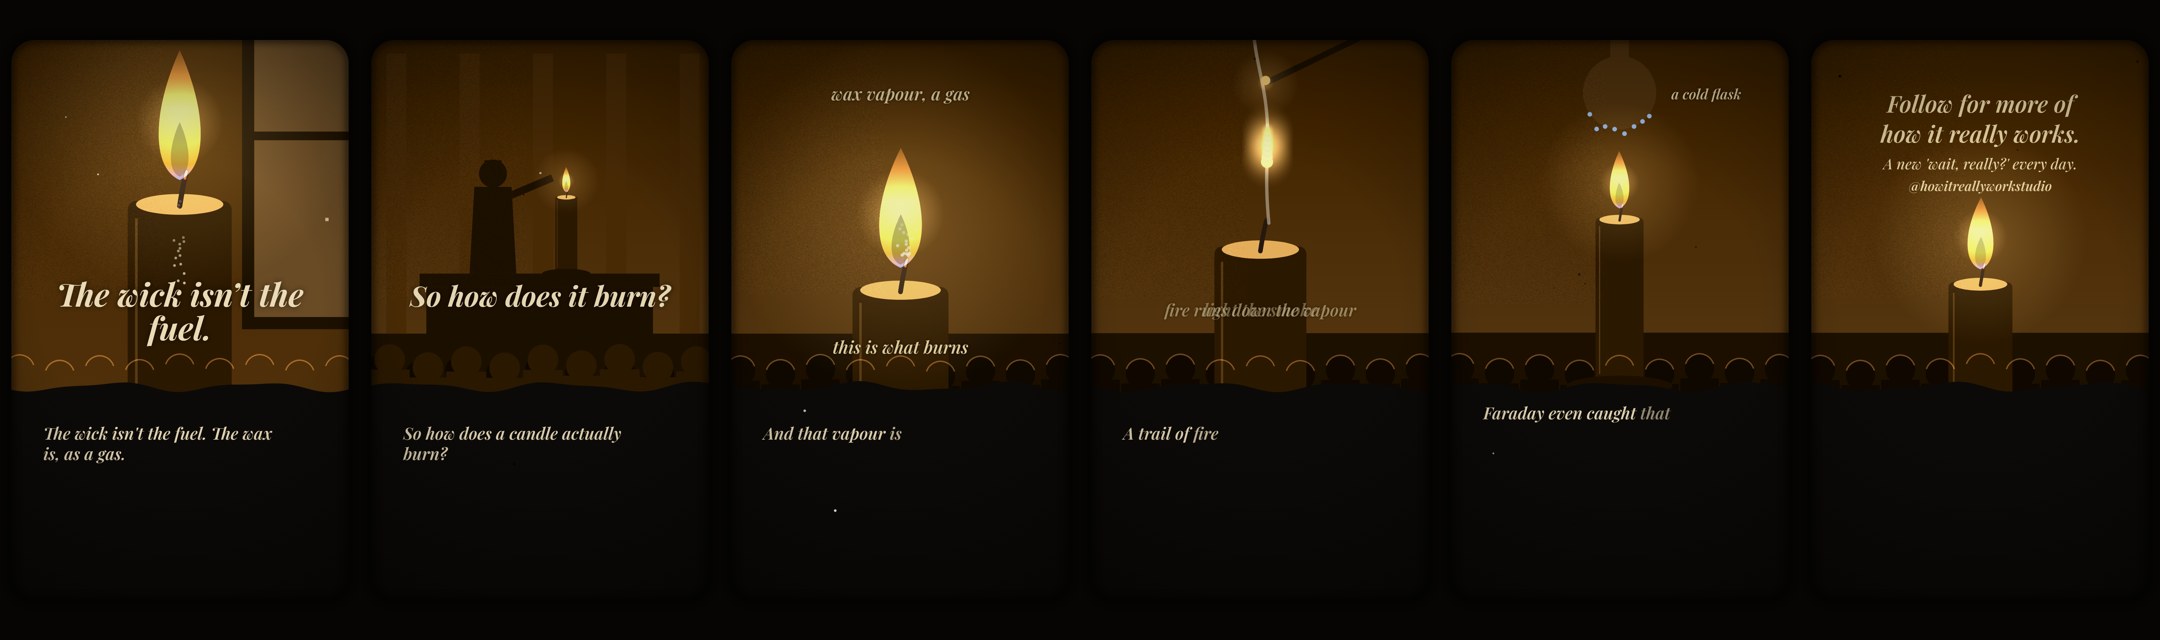 The wick isn't the
fuel.
The wick isn't the fuel. The wax
is, as a gas.
So how does it burn?
So how does a candle actually
burn?
wax vapour, a gas
this is what burns
And that vapour is
A trail of fire
a cold flask
Faraday even caught that
Follow for more of
how it really works.
A new 'wait, really?' every day.
@howitreallyworkstudio